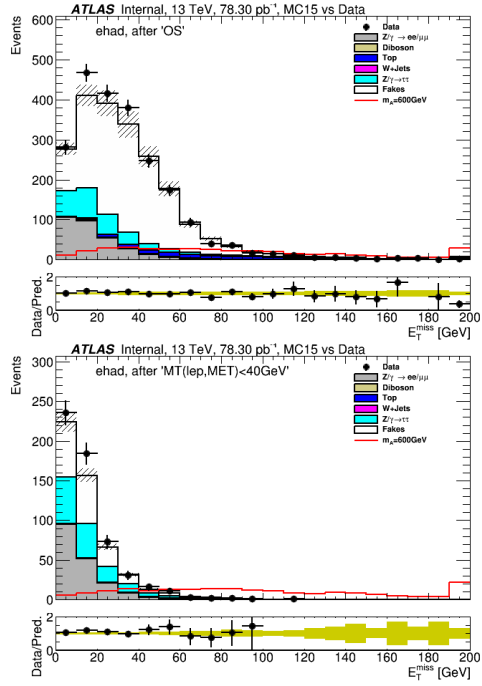 ATLAS Internal, 13 TeV, 78.30 pb⁻¹, MC15 vs Data
Events
600
500
400
300
200
100
0
ehad, after 'OS'
Data
Z/γ → ee/μμ
Diboson
Top
W+Jets
Z/γ→ττ
Fakes
m_A=600GeV
Data/Pred.
2
1
0
0 20 40 60 80 100 120 140 160 180 200
E_T^miss [GeV]
ATLAS Internal, 13 TeV, 78.30 pb⁻¹, MC15 vs Data
Events
300
250
200
150
100
50
0
ehad, after 'MT(lep,MET)<40GeV'
Data
Z/γ → ee/μμ
Diboson
Top
W+Jets
Z/γ→ττ
Fakes
m_A=600GeV
Data/Pred.
2
1
0
0 20 40 60 80 100 120 140 160 180 200
E_T^miss [GeV]